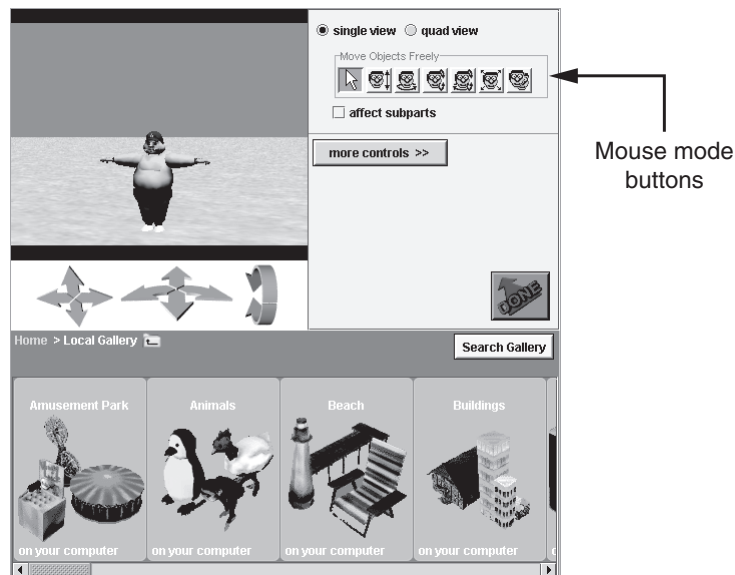 single view quad view
Move Objects Freely
affect subparts
more controls >>
Mouse mode
buttons
DONE
Home > Local Gallery
Search Gallery
Amusement Park Animals Beach Buildings
on your computer on your computer on your computer on your computer